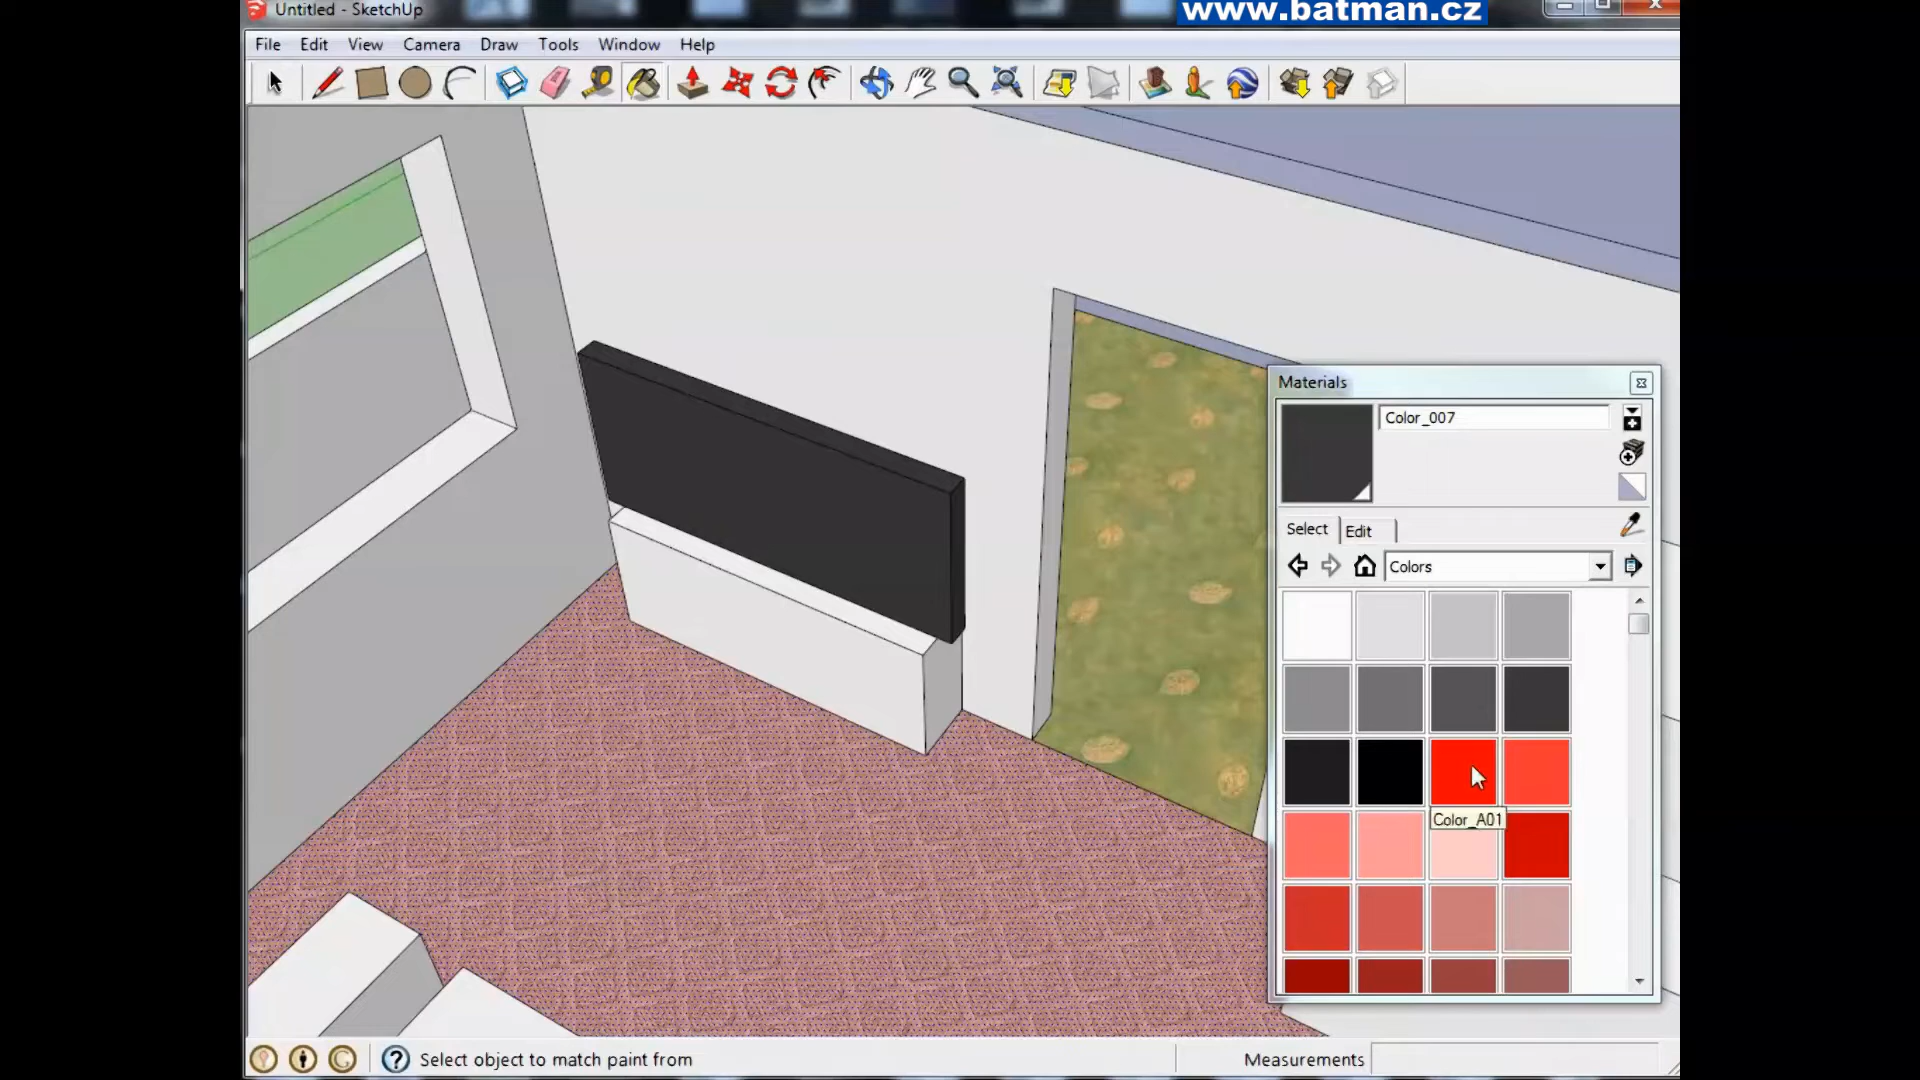 Untitled - SketchUp
www.batman.cz
File Edit View Camera Draw Tools Window Help
Materials
Color_007
Select Edit
Colors
Color_A01
Select object to match paint from
Measurements